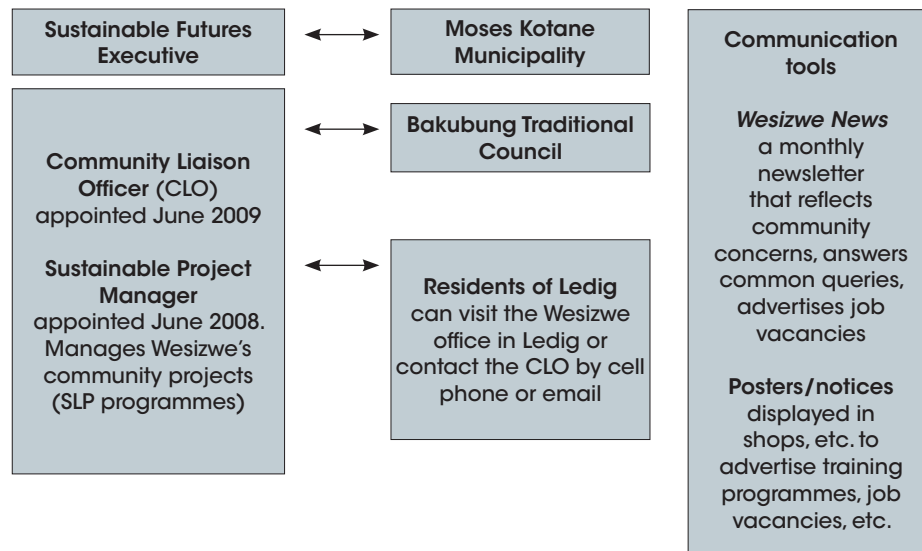 Sustainable Futures
Executive
Moses Kotane
Municipality
Community Liaison
Officer (CLO)
appointed June 2009
Sustainable Project
Manager
appointed June 2008.
Manages Wesizwe’s
community projects
(SLP programmes)
Bakubung Traditional
Council
Residents of Ledig
can visit the Wesizwe
office in Ledig or
contact the CLO by cell
phone or email
Communication
tools
Wesizwe News
a monthly
newsletter
that reflects
community
concerns, answers
common queries,
advertises job
vacancies
Posters/notices
displayed in
shops, etc. to
advertise training
programmes, job
vacancies, etc.